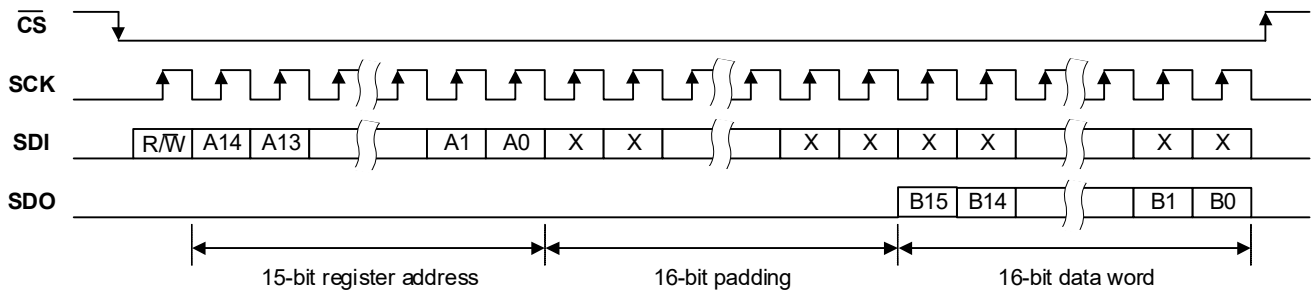 CS
SCK
SDI R/W A14 A13 A1 A0 X X X X X X X X
SDO B15 B14 B1 B0
15-bit register address 16-bit padding 16-bit data word